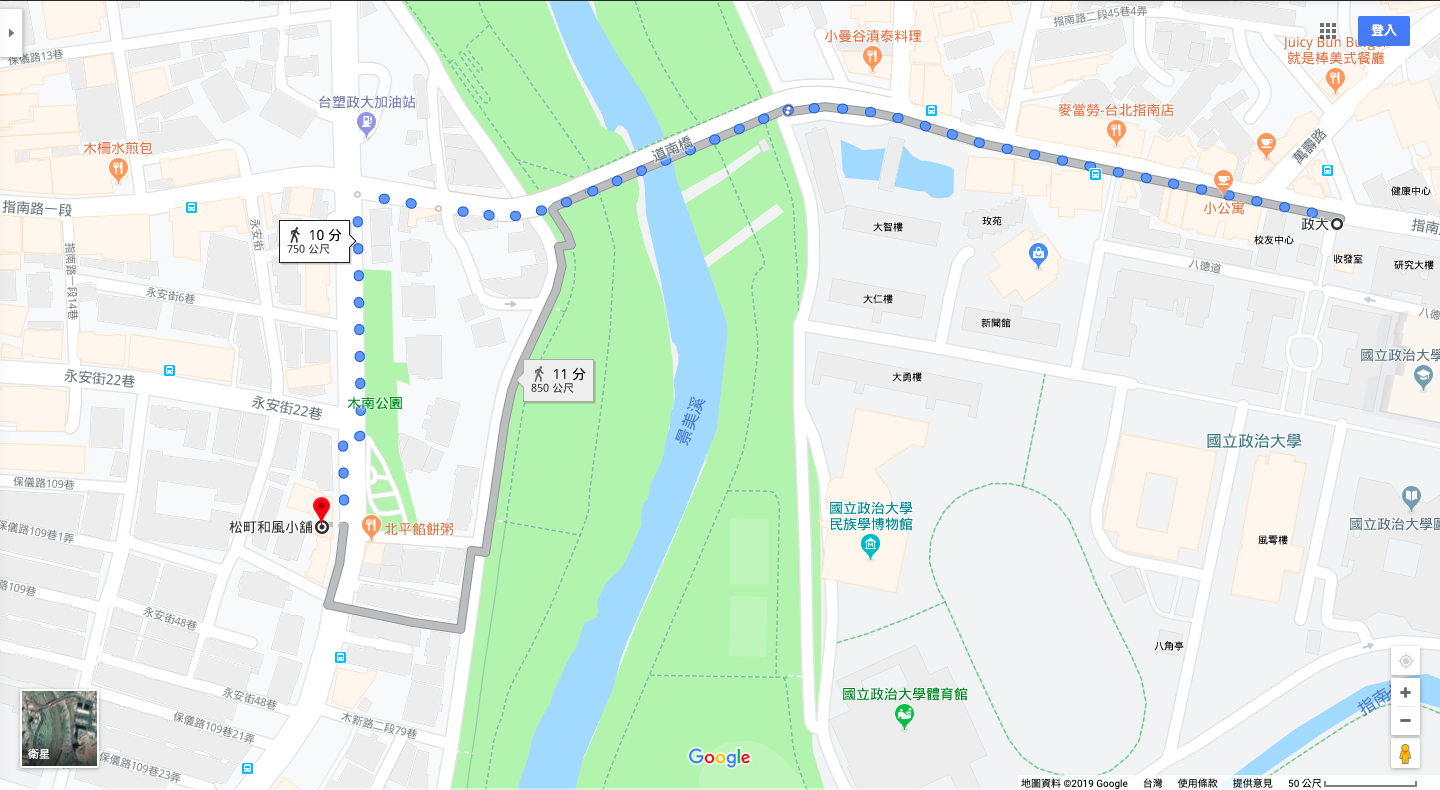 指南路二段45巷4弄
登入
小曼谷滇泰料理
Juicy Bun Burger
就是棒美式餐廳
保儀路13巷
台塑政大加油站
麥當勞-台北指南店
萬壽路
木柵水煎包
道南橋
健康中心
指南路一段
小公寓
政大
玫苑
大智樓
校友中心
收發室
研究大樓
八德道
永安街
10 分
750 公尺
指南路一段14巷
永安街6巷
大仁樓
新聞館
國立政治大學
11 分
850 公尺
永安街22巷
大勇樓
永安街22巷
木南公園
景美溪
國立政治大學
保儀路109巷
國立政治大學
民族學博物館
松町和風小舖
北平餡餅粥
保儀路109巷1弄
風雩樓
109巷
永安街48巷
八角亭
永安街48巷
國立政治大學體育館
保儀路109巷21弄
木新路二段79巷
衛星
保儀路109巷23弄
Google
地圖資料 ©2019 Google
台灣
使用條款
提供意見
50 公尺